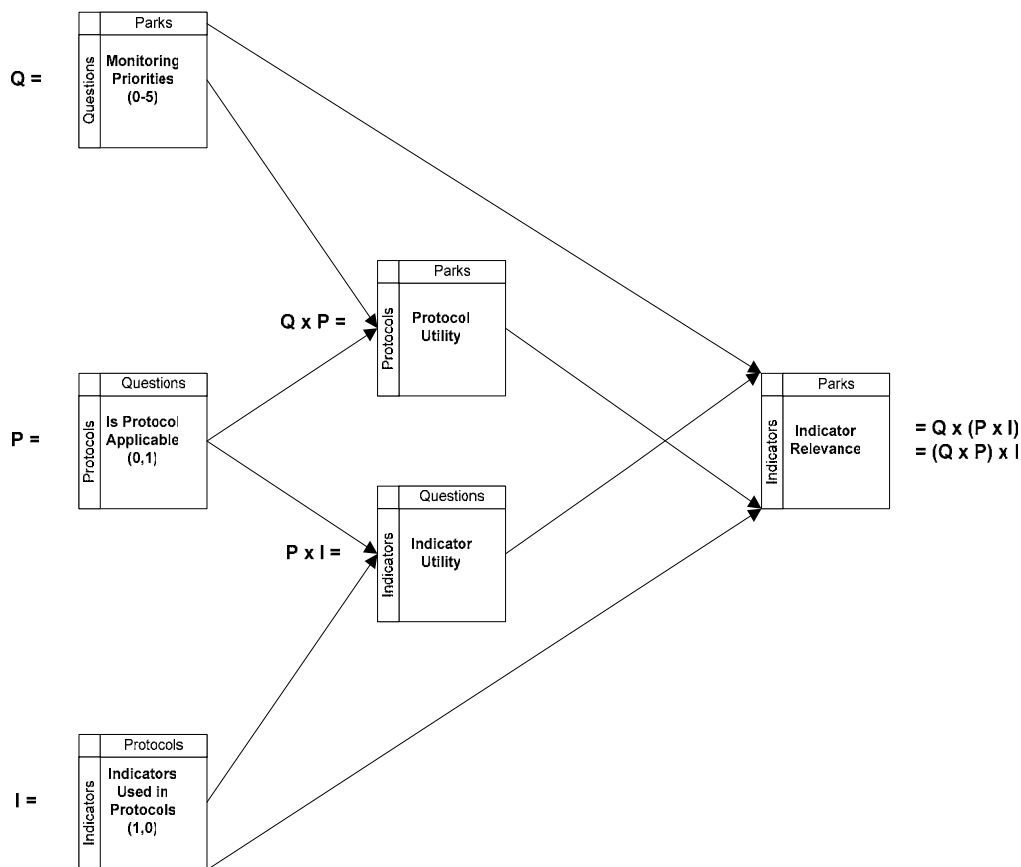 Parks
Q =
Questions
Monitoring
Priorities
(0-5)
Parks
Q x P =
Protocols
Protocol
Utility
Questions
P =
Protocols
Is Protocol
Applicable
(0,1)
Parks
Indicators
Indicator
Relevance
= Q x (P x I)
= (Q x P) x I
Questions
P x I =
Indicators
Indicator
Utility
Protocols
I =
Indicators
Indicators
Used in
Protocols
(1,0)